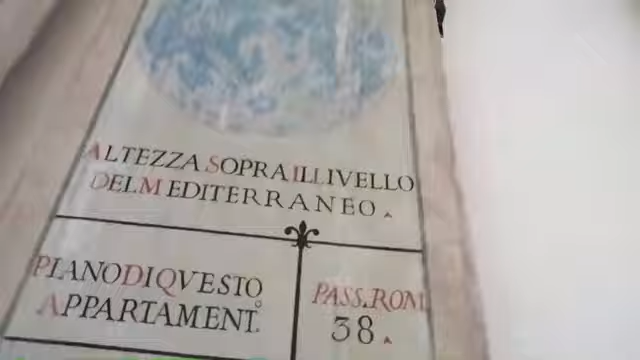 ALTEZZA SOPRA IL LIVELLO
DEL MEDITERRANEO.
PIANO DI QVESTO
APPARTAMENT.º
PASS. ROM.
38.